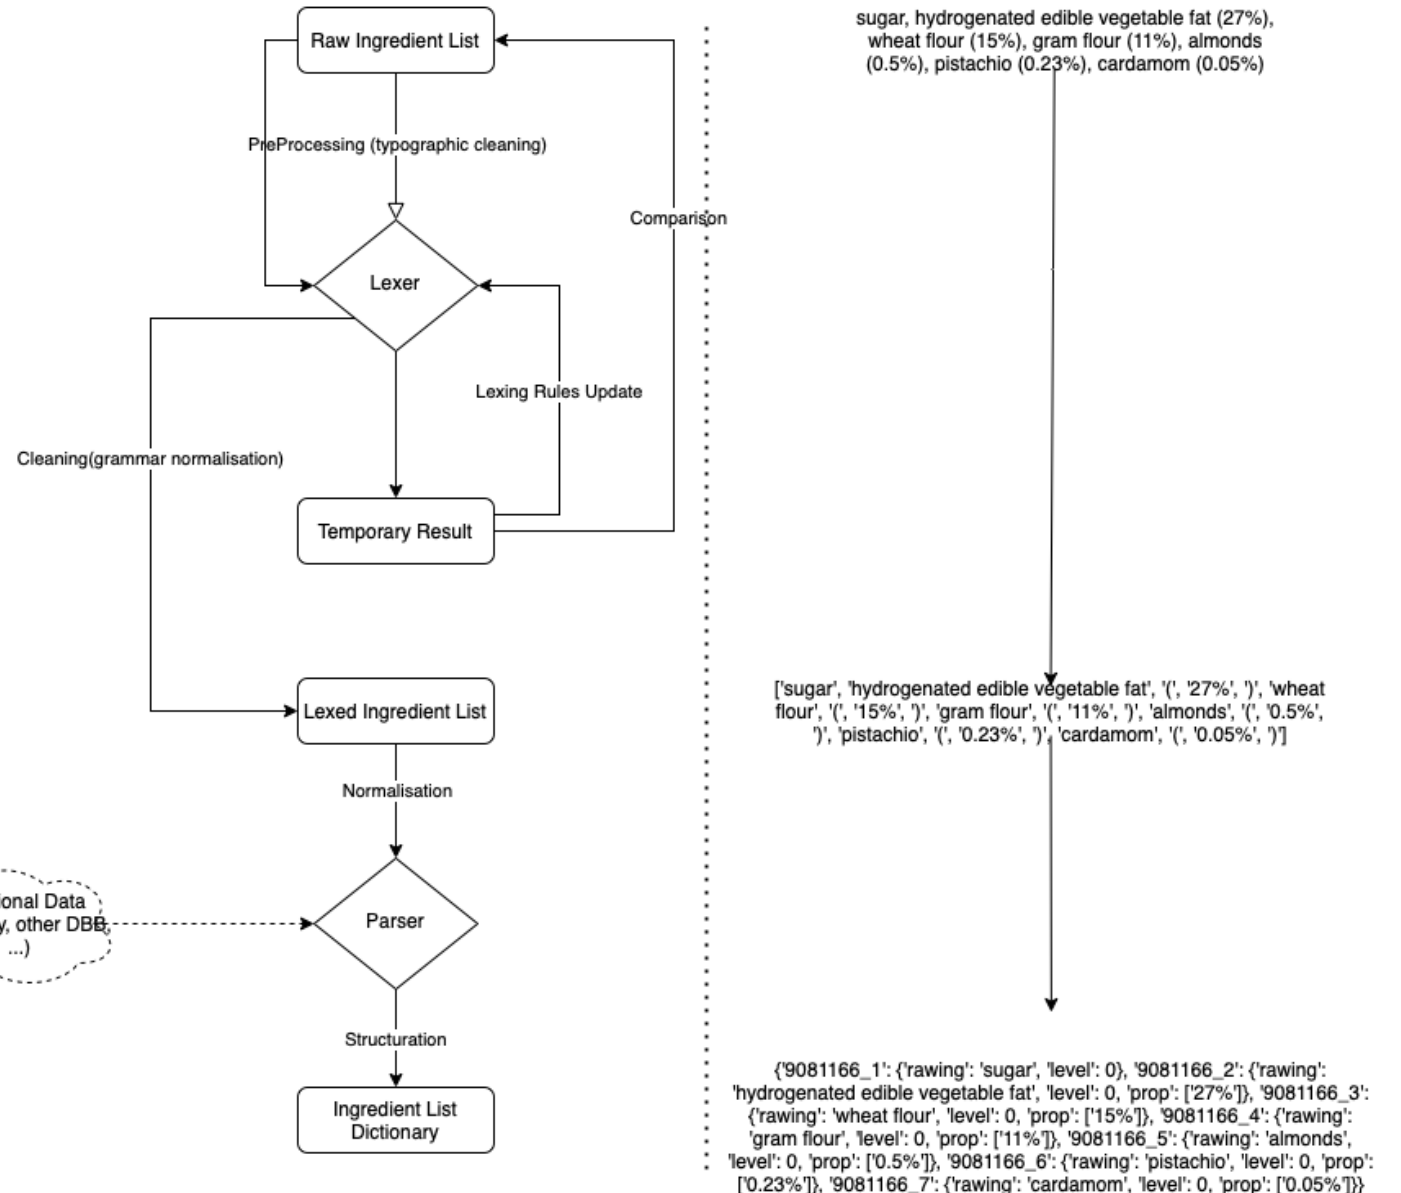 Raw Ingredient List
PreProcessing (typographic cleaning)
Comparison
Lexer
Lexing Rules Update
Cleaning(grammar normalisation)
Temporary Result
Lexed Ingredient List
Normalisation
ional Data
y, other DBB,
...)
Parser
Structuration
Ingredient List
Dictionary
sugar, hydrogenated edible vegetable fat (27%),
wheat flour (15%), gram flour (11%), almonds
(0.5%), pistachio (0.23%), cardamom (0.05%)
['sugar', 'hydrogenated edible vegetable fat', '(', '27%', ')', 'wheat
flour', '(', '15%', ')', 'gram flour', '(', '11%', ')', 'almonds', '(', '0.5%',
')', 'pistachio', '(', '0.23%', ')', 'cardamom', '(', '0.05%', ')']
{'9081166_1': {'rawing': 'sugar', 'level': 0}, '9081166_2': {'rawing':
'hydrogenated edible vegetable fat', 'level': 0, 'prop': ['27%']}, '9081166_3':
{'rawing': 'wheat flour', 'level': 0, 'prop': ['15%']}, '9081166_4': {'rawing':
'gram flour', 'level': 0, 'prop': ['11%']}, '9081166_5': {'rawing': 'almonds',
'level': 0, 'prop': ['0.5%']}, '9081166_6': {'rawing': 'pistachio', 'level': 0, 'prop':
['0.23%']}, '9081166_7': {'rawing': 'cardamom', 'level': 0, 'prop': ['0.05%']}}